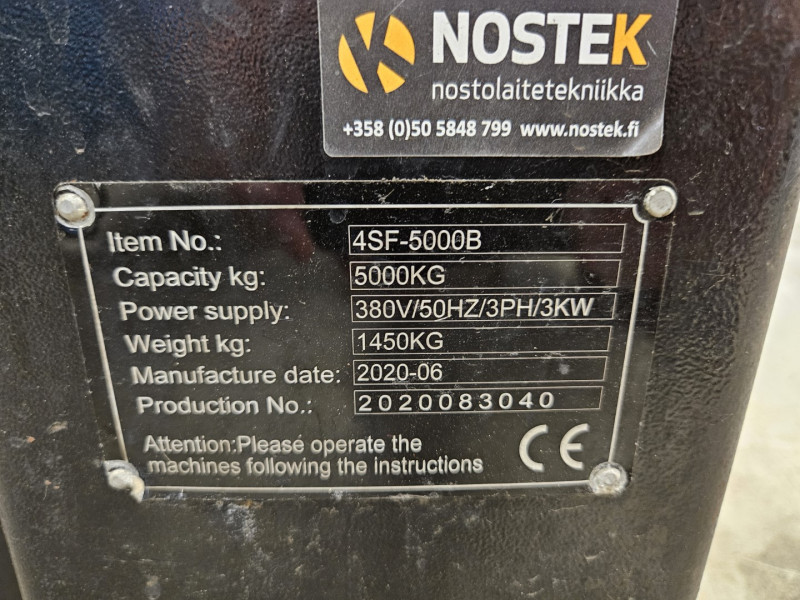 NOSTEK
nostolaitetekniikka
+358 (0)50 5848 799 www.nostek.fi
Item No.: 4SF-5000B
Capacity kg: 5000KG
Power supply: 380V/50HZ/3PH/3KW
Weight kg: 1450KG
Manufacture date: 2020-06
Production No.: 2020083040
Attention:Please operate the
machines following the instructions
CE